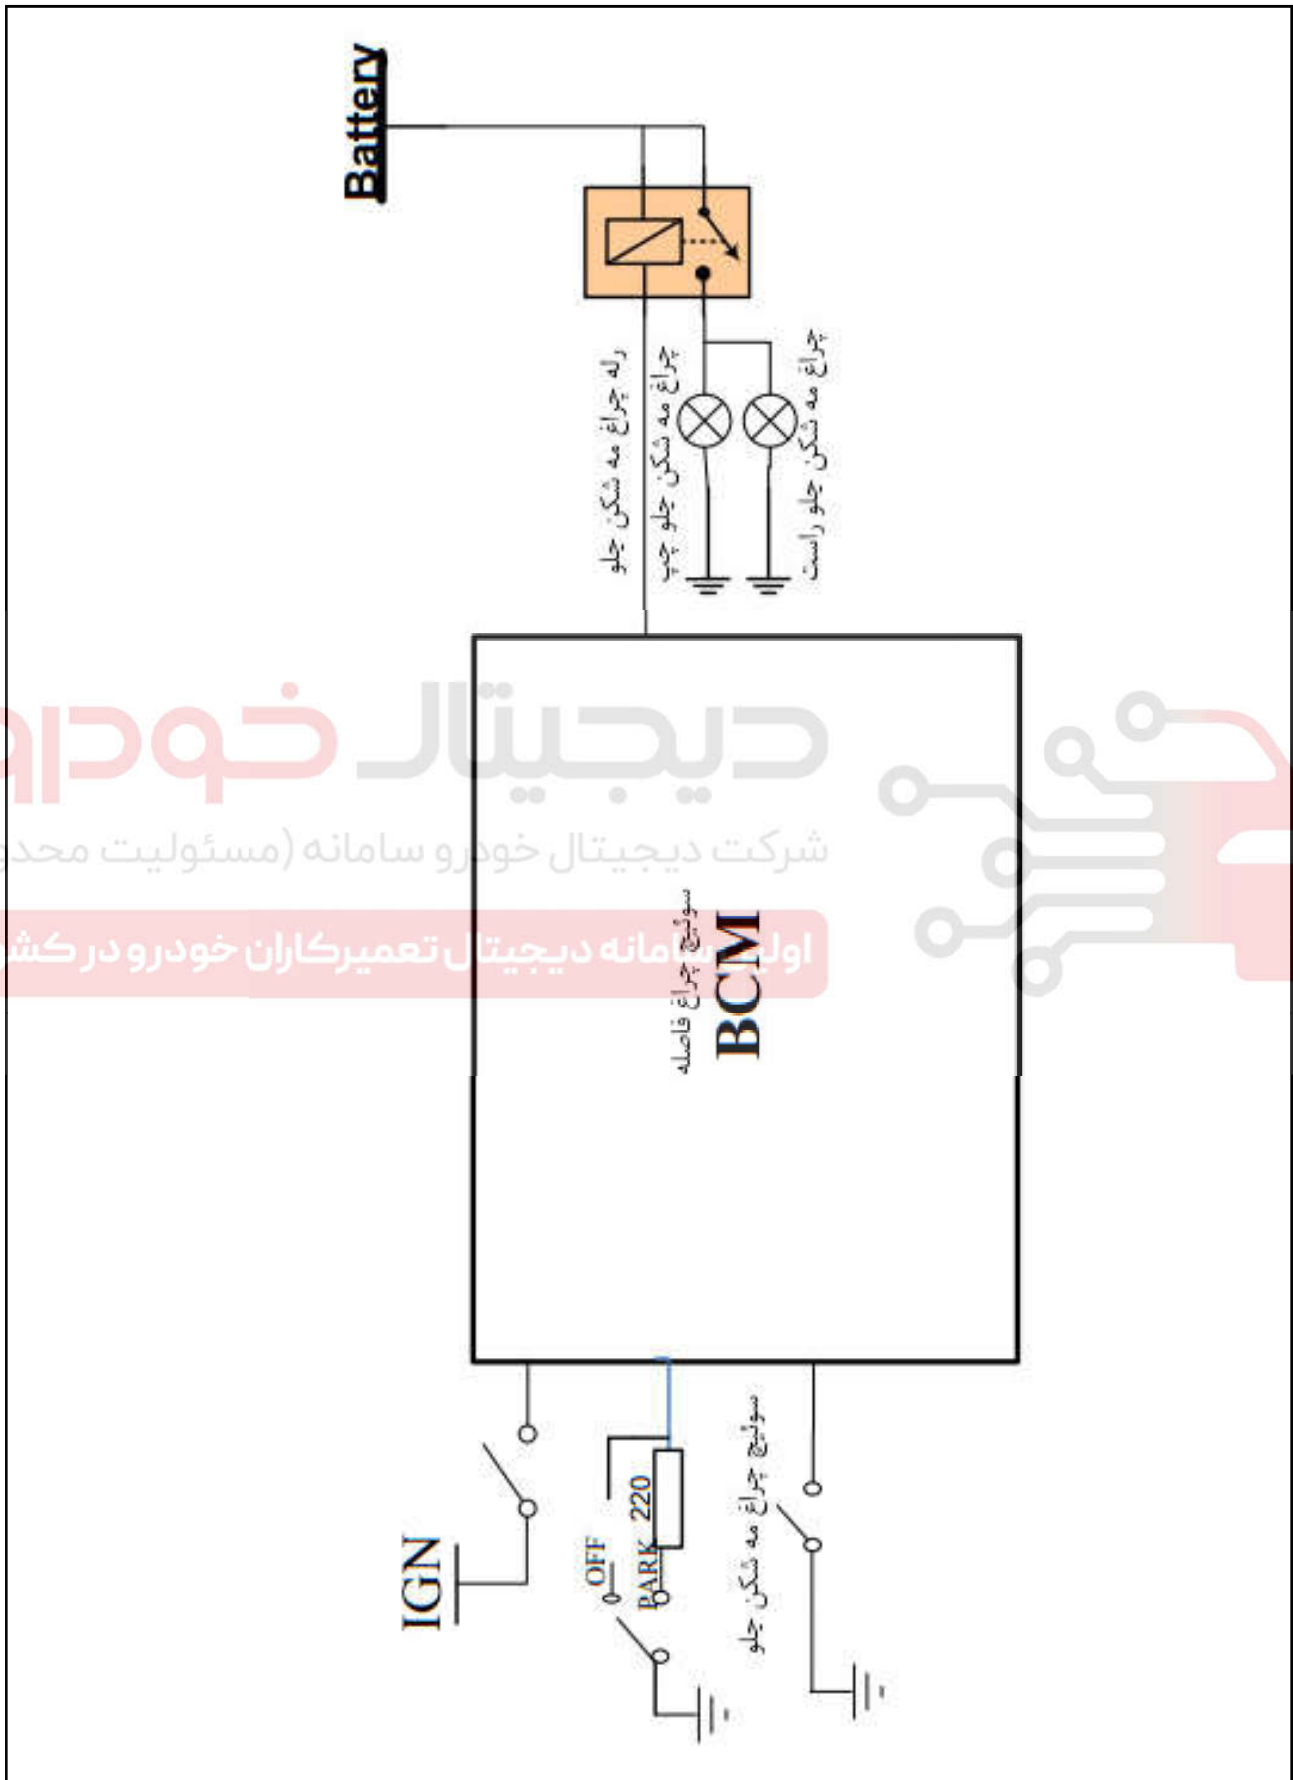 Battery
رله چراغ مه شکن جلو
چراغ مه شکن جلو چپ
چراغ مه شکن جلو راست
دیجیتال خودرو
شرکت دیجیتال خودرو سامانه (مسئولیت
اولین سامانه دیجیتال تعمیرکاران خودرو در
سوئیچ چراغ فاصله
BCM
IGN
OFF
PARK
220
سوئیچ چراغ مه شکن جلو